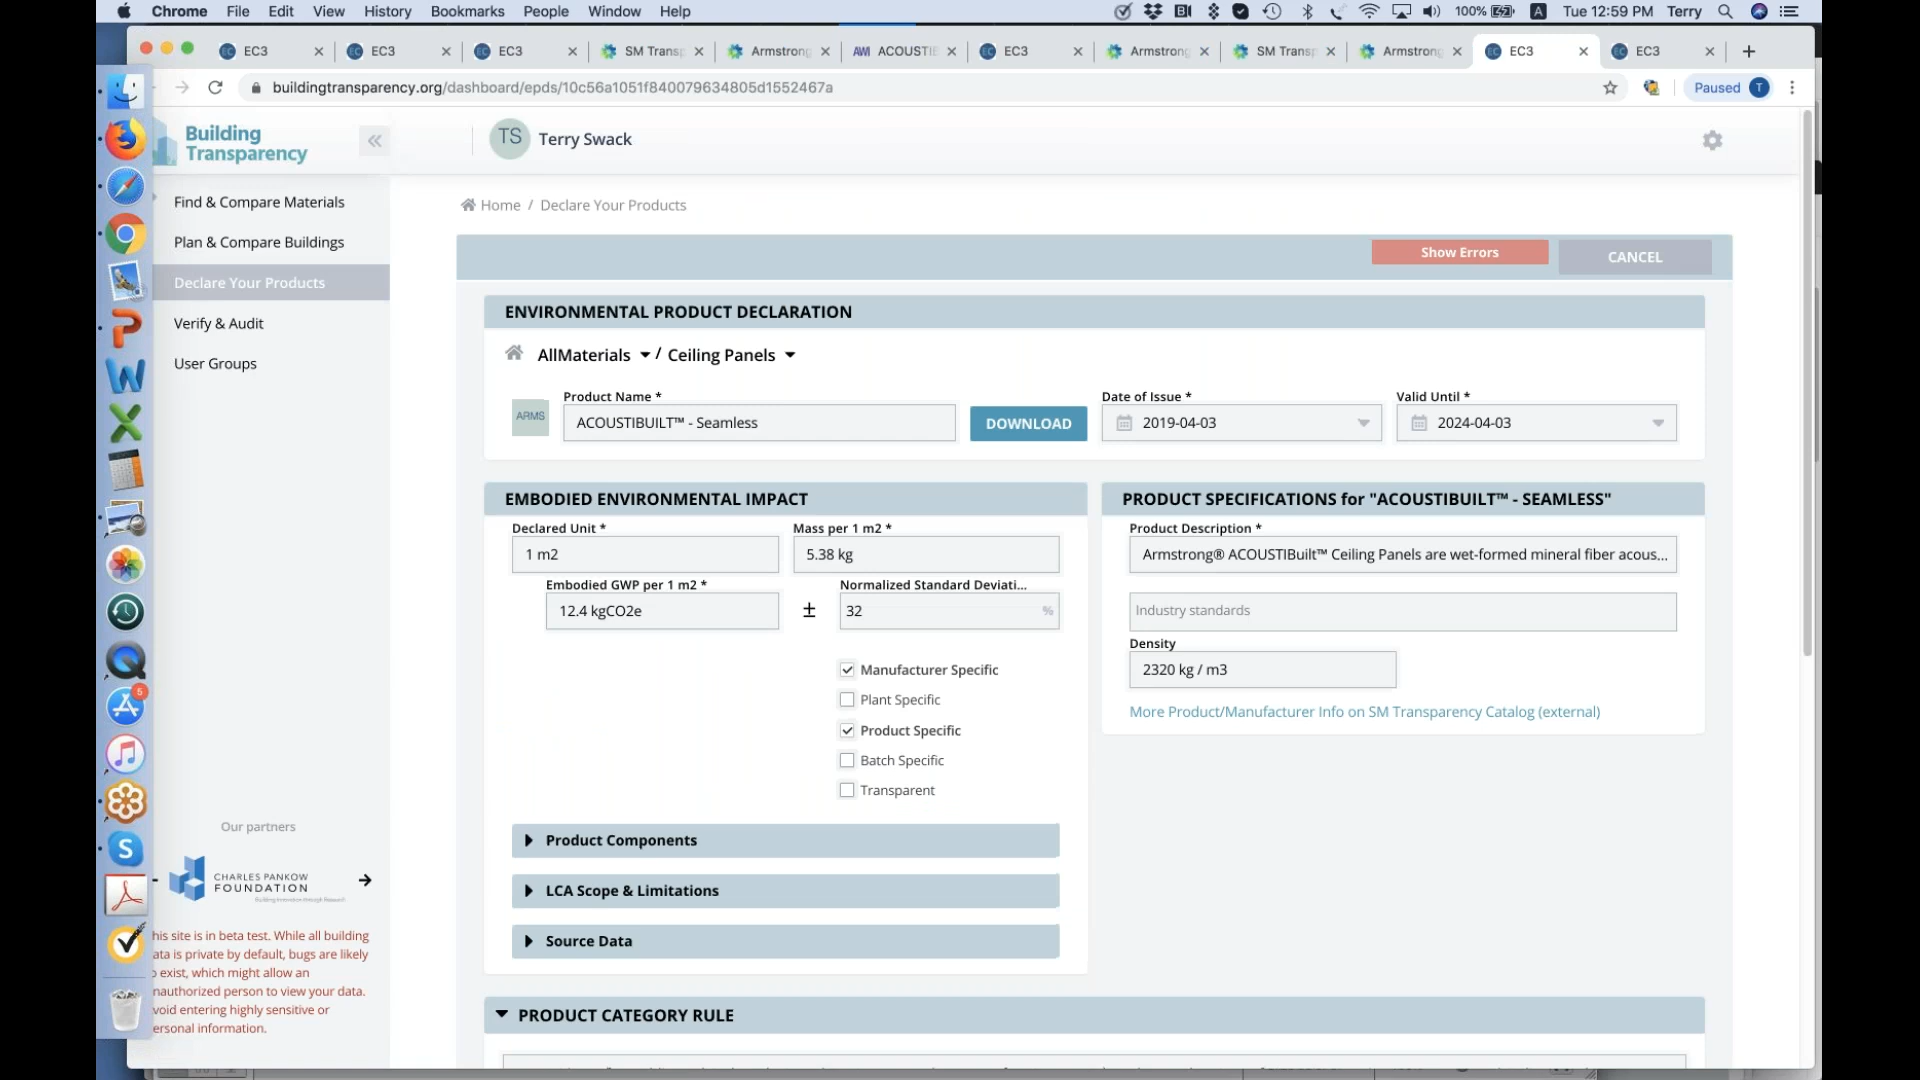 Chrome File Edit View History Bookmarks People Window Help 100% A Tue 12:59 PM Terry
EC3 EC3 EC3 SM Transp Armstrong AWI ACOUSTIB EC3 Armstrong SM Transp Armstrong EC3 EC3
buildingtransparency.org/dashboard/epds/10c56a1051f840079634805d1552467a Paused T
Building
Transparency
TS Terry Swack
Find & Compare Materials
Plan & Compare Buildings
Declare Your Products
Verify & Audit
User Groups
Home / Declare Your Products
Show Errors CANCEL
ENVIRONMENTAL PRODUCT DECLARATION
AllMaterials / Ceiling Panels
Product Name * Date of Issue * Valid Until *
ARMS ACOUSTIBUILT™ - Seamless DOWNLOAD 2019-04-03 2024-04-03
EMBODIED ENVIRONMENTAL IMPACT
Declared Unit * Mass per 1 m2 *
1 m2 5.38 kg
Embodied GWP per 1 m2 * Normalized Standard Deviati...
12.4 kgCO2e ± 32 %
Manufacturer Specific
Plant Specific
Product Specific
Batch Specific
Transparent
Product Components
LCA Scope & Limitations
Source Data
PRODUCT SPECIFICATIONS for "ACOUSTIBUILT™ - SEAMLESS"
Product Description *
Armstrong® ACOUSTIBuilt™ Ceiling Panels are wet-formed mineral fiber acous...
Industry standards
Density
2320 kg / m3
More Product/Manufacturer Info on SM Transparency Catalog (external)
PRODUCT CATEGORY RULE
Our partners
CHARLES PANKOW
FOUNDATION
his site is in beta test. While all building
ata is private by default, bugs are likely
o exist, which might allow an
nauthorized person to view your data.
void entering highly sensitive or
ersonal information.
5